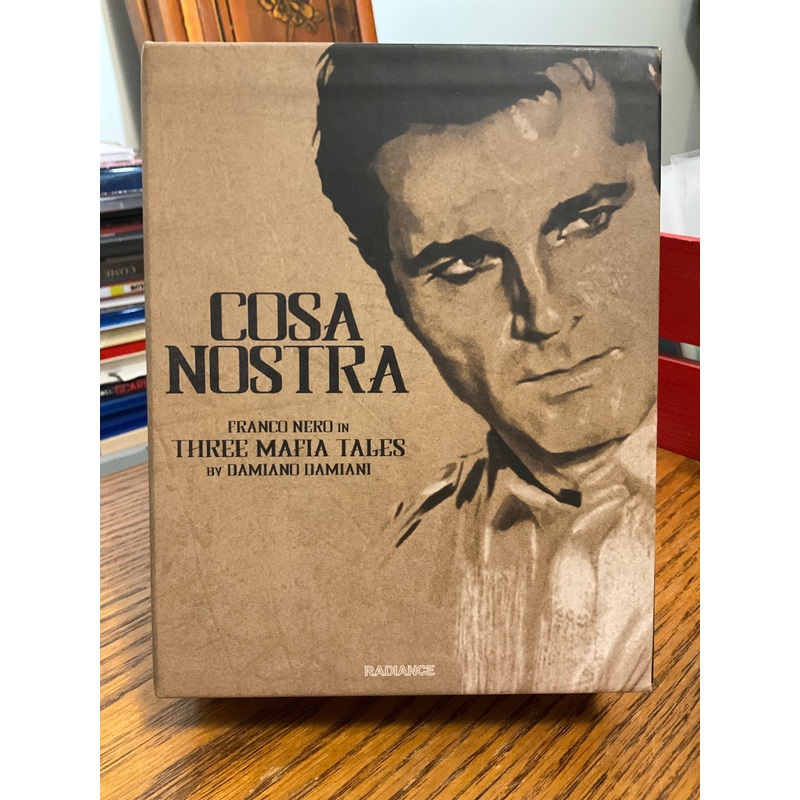 COSA
NOSTRA
FRANCO NERO IN
THREE MAFIA TALES
BY DAMIANO DAMIANI
RADIANCE